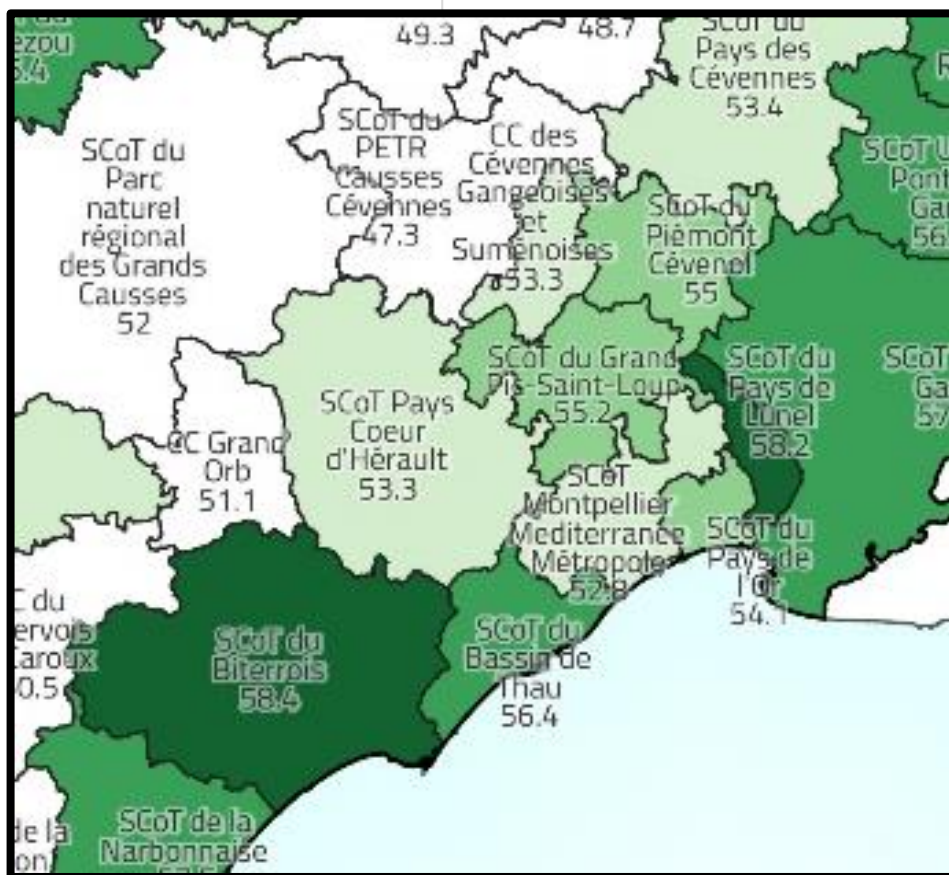 49.3
48.7
SCoT du
Pays des
Cévennes
53.4
SCoT du
Parc
naturel
régional
des Grands
Causses
52
SCoT du
PETR
Causses
Cévennes
47.3
CC des
Cévennes
Gangeoises
et
Suménoises
53.3
SCoT du
Piémont
Cévenol
55
SCoT du Grand
Pic-Saint-Loup
55.2
SCoT du
Pays de
Lunel
58.2
SCoT Pays
Coeur
d'Hérault
53.3
CC Grand
Orb
51.1
SCoT
Montpellier
Mediterranée
Métropole
52.8
SCoT du
Pays de
l'Or
54.1
SCoT du
Biterrois
58.4
SCoT du
Bassin de
Thau
56.4
SCoT de la
Narbonnaise